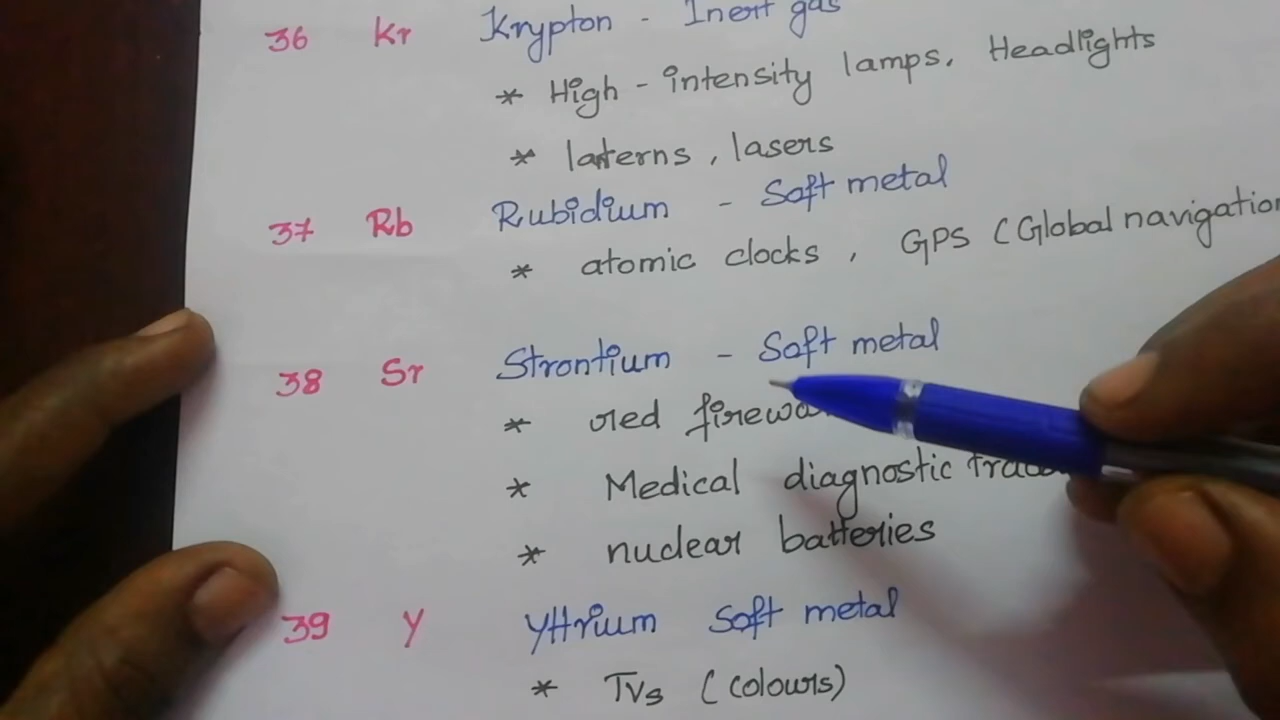 36 Kr Krypton - Inert gas
* High - intensity lamps, Headlights
* laterns, lasers
37 Rb Rubidium - Soft metal
* atomic clocks, GPS (Global navigation
38 Sr Strontium - Soft metal
* red
* Medical diagnostic
* nuclear batteries
39 Y Yttrium Soft metal
* TVs (colours)